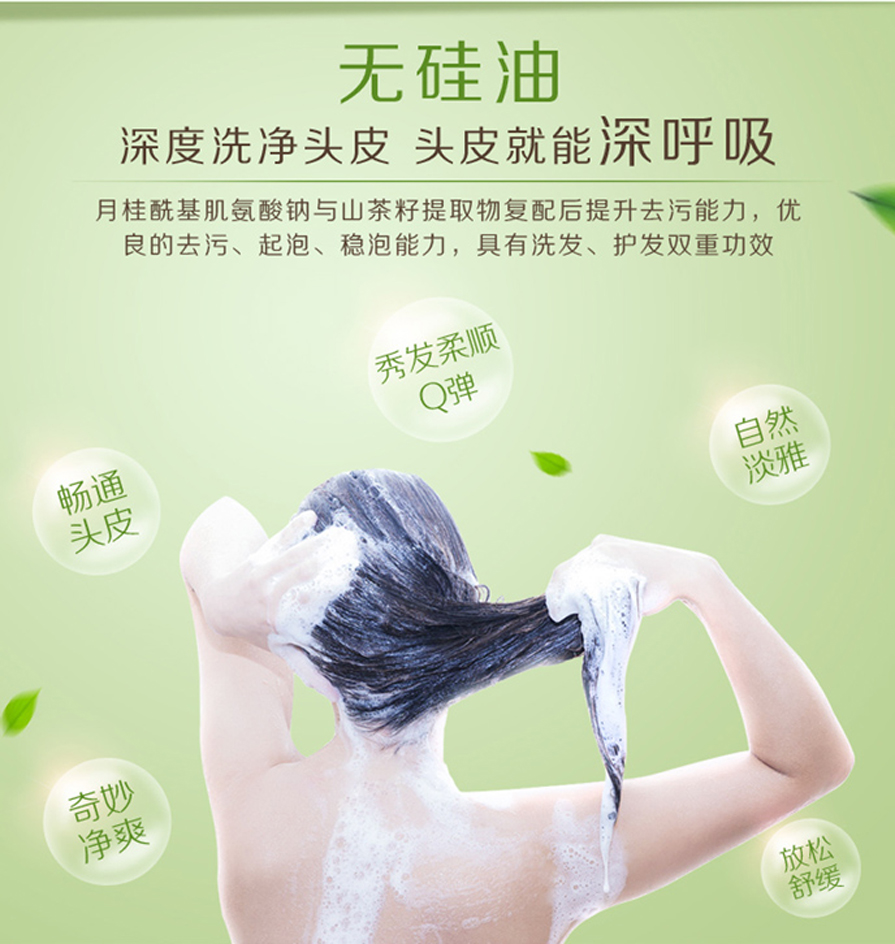 无硅油
深度洗净头皮 头皮就能深呼吸
月桂酰基肌氨酸钠与山茶籽提取物复配后提升去污能力，优
良的去污、起泡、稳泡能力，具有洗发、护发双重功效
秀发柔顺
Q弹
自然
淡雅
畅通
头皮
奇妙
净爽
放松
舒缓